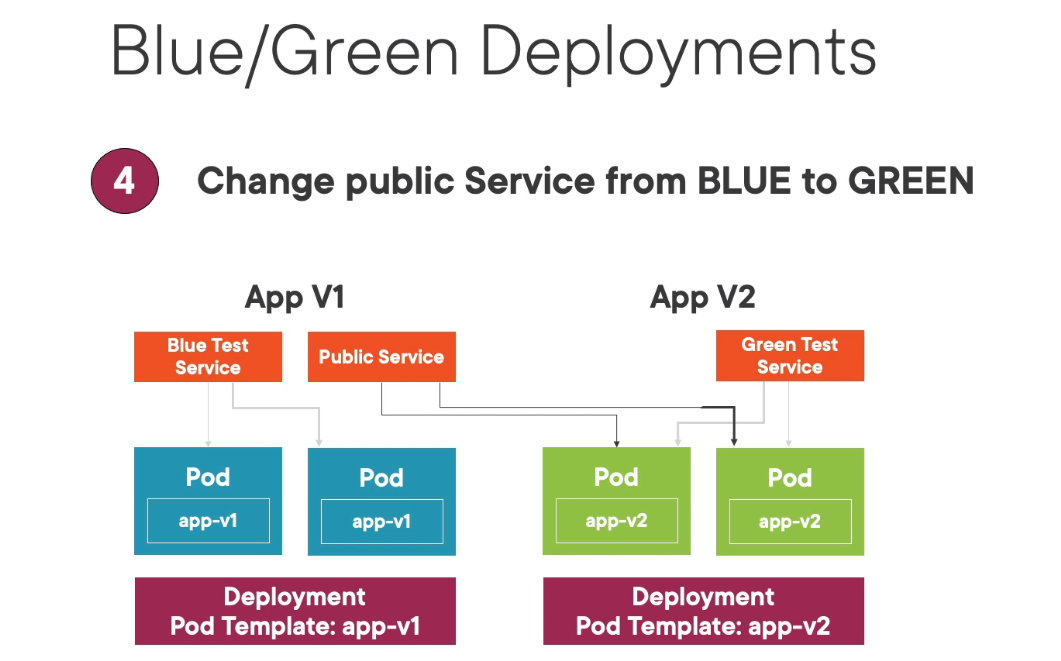 Blue/Green Deployments
4
Change public Service from BLUE to GREEN
App V1
App V2
Blue Test
Service
Public Service
Green Test
Service
Pod
app-v1
Pod
app-v1
Pod
app-v2
Pod
app-v2
Deployment
Pod Template: app-v1
Deployment
Pod Template: app-v2